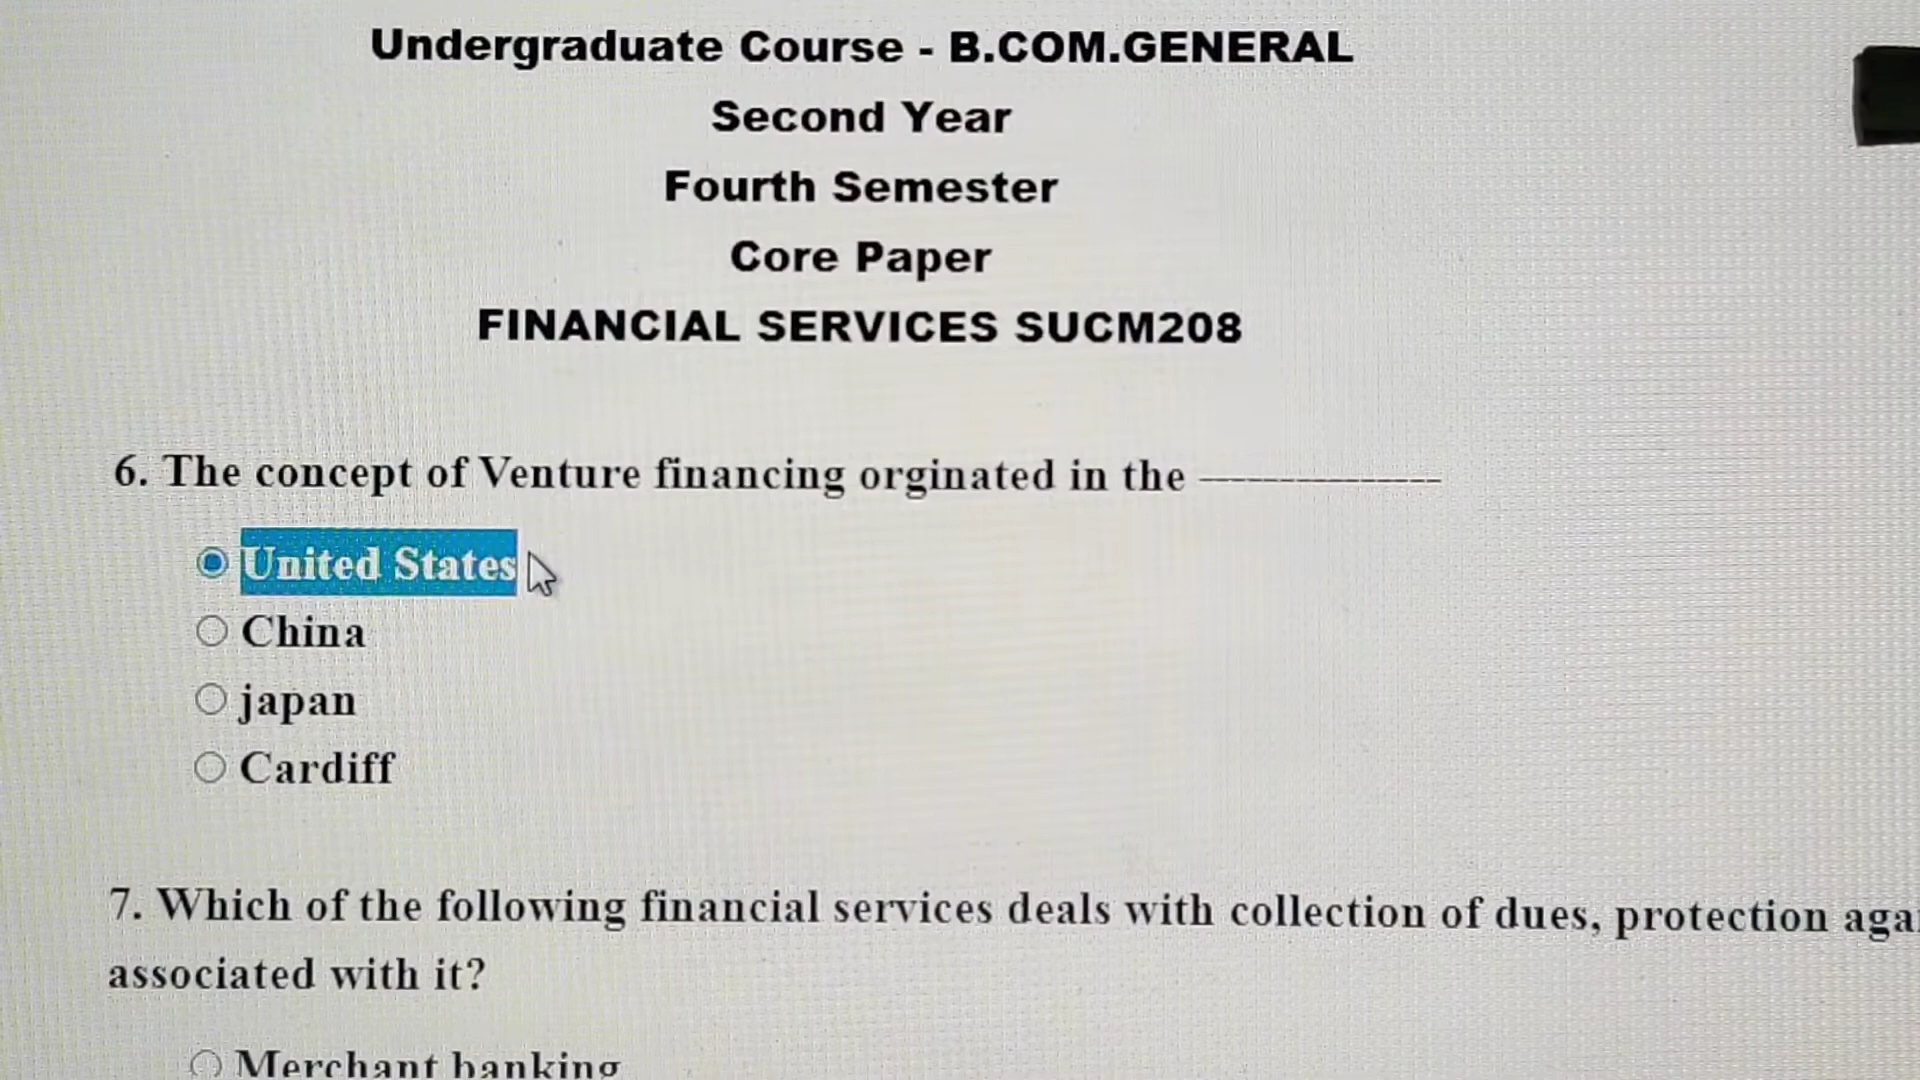 Undergraduate Course - B.COM.GENERAL
Second Year
Fourth Semester
Core Paper
FINANCIAL SERVICES SUCM208
6. The concept of Venture financing orginated in the ---------------
United States
China
japan
Cardiff
7. Which of the following financial services deals with collection of dues, protection
associated with it?
Merchant banking